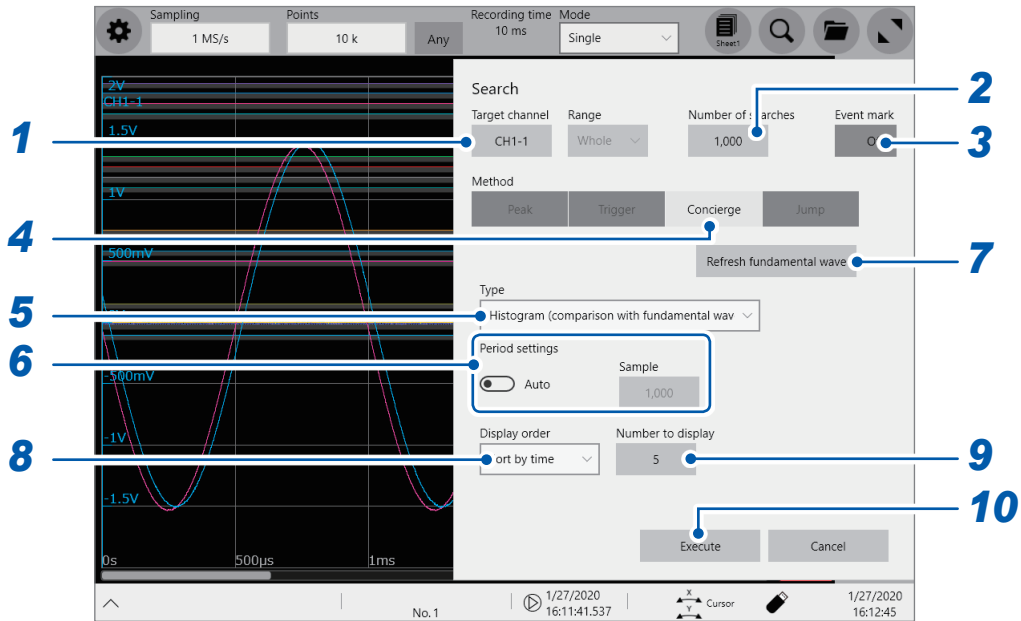 Sampling Points Recording time Mode
1 MS/s 10 k Any 10 ms Single
Sheet1
2V
CH1-1
1.5V
1V
500mV
-500mV
-1V
-1.5V
0s 500µs 1ms
Search
Target channel Range Number of searches Event mark
CH1-1 Whole 1,000
Method
Peak Trigger Concierge Jump
Refresh fundamental wave
Type
Histogram (comparison with fundamental wav
Period settings
Sample
Auto
1,000
Display order Number to display
ort by time 5
Execute Cancel
No. 1
1/27/2020
16:11:41.537
X
Y
Cursor
1/27/2020
16:12:45
1
2
3
4
5
6
7
8
9
10